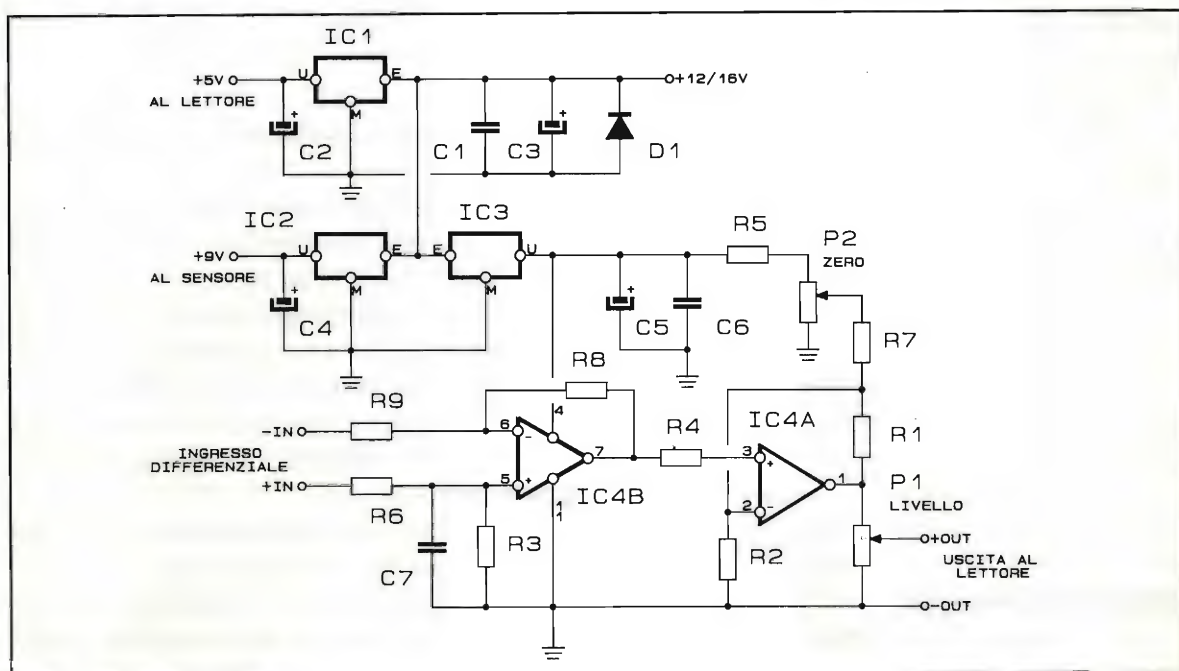 IC1
+5V
U
E
+12/16V
AL LETTORE
M
+
C2
C1
+
C3
D1
IC2
IC3
R5
P2
ZERO
+9V
U
E
E
U
AL SENSORE
M
M
+
C4
+
C5
C6
R7
R8
R9
4
IC4A
R4
-IN
6
-
R1
INGRESSO
DIFFERENZIALE
7
3
+
+IN
5
+
IC4B
1
P1
LIVELLO
R6
1
2
-
C7
R3
R2
+OUT
USCITA AL
LETTORE
-OUT